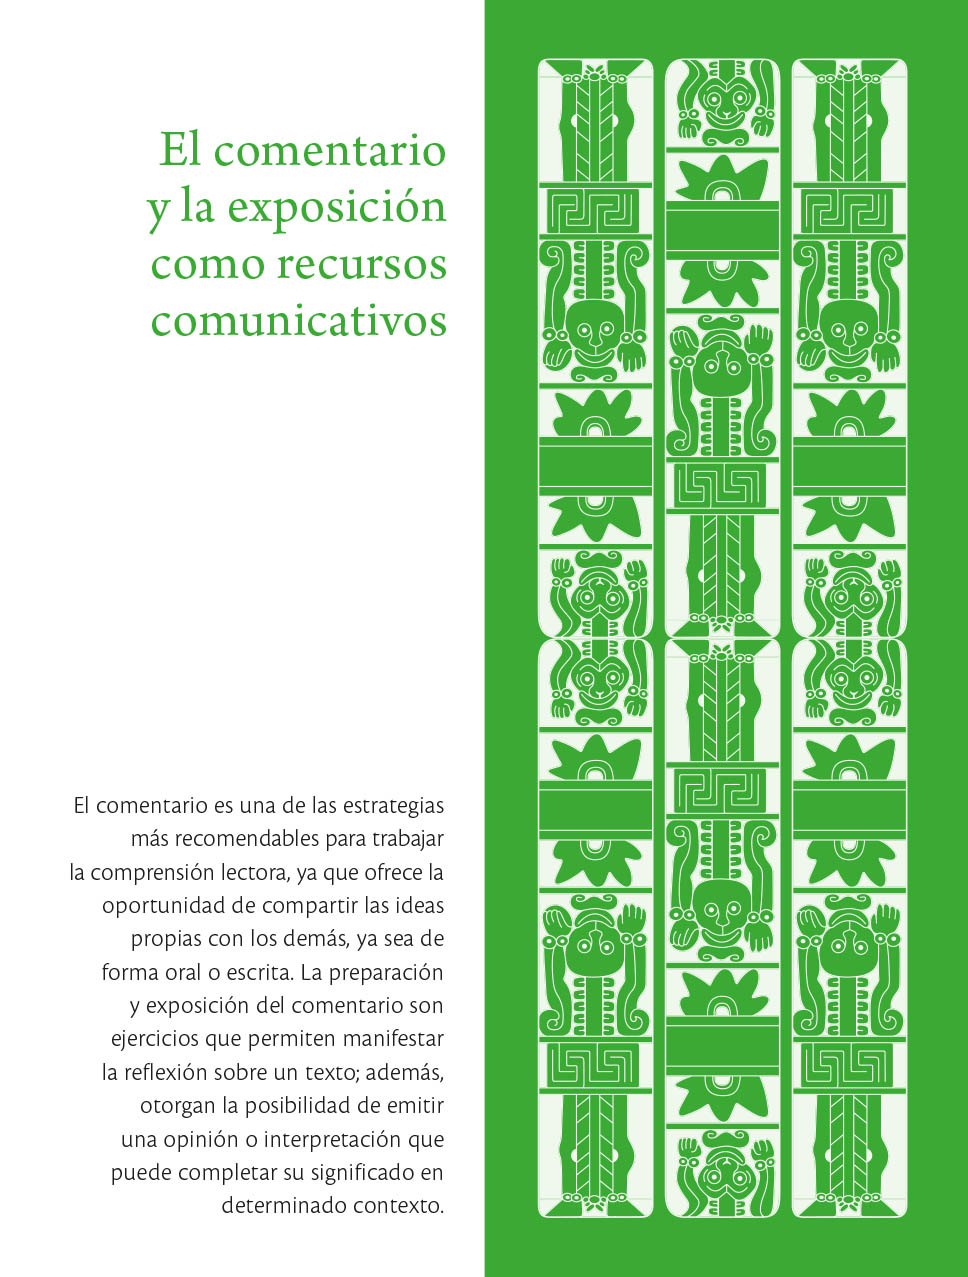 El comentario
y la exposición
como recursos
comunicativos
El comentario es una de las estrategias
más recomendables para trabajar
la comprensión lectora, ya que ofrece la
oportunidad de compartir las ideas
propias con los demás, ya sea de
forma oral o escrita. La preparación
y exposición del comentario son
ejercicios que permiten manifestar
la reflexión sobre un texto; además,
otorgan la posibilidad de emitir
una opinión o interpretación que
puede completar su significado en
determinado contexto.